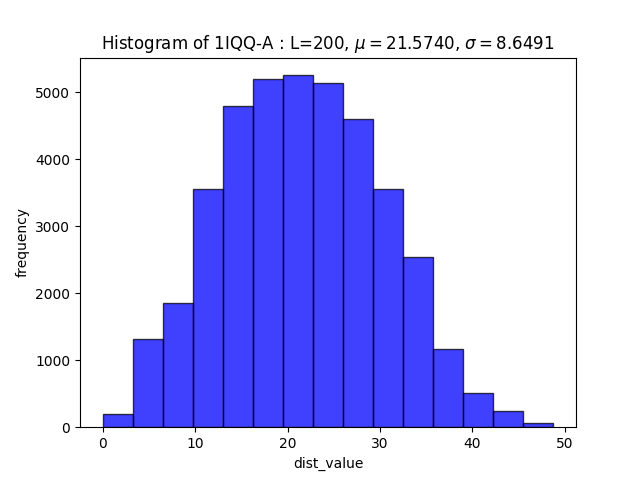 Histogram of 1IQQ-A : L=200, μ = 21.5740, σ = 8.6491
5000
4000
3000
2000
1000
0
frequency
0 10 20 30 40 50
dist_value